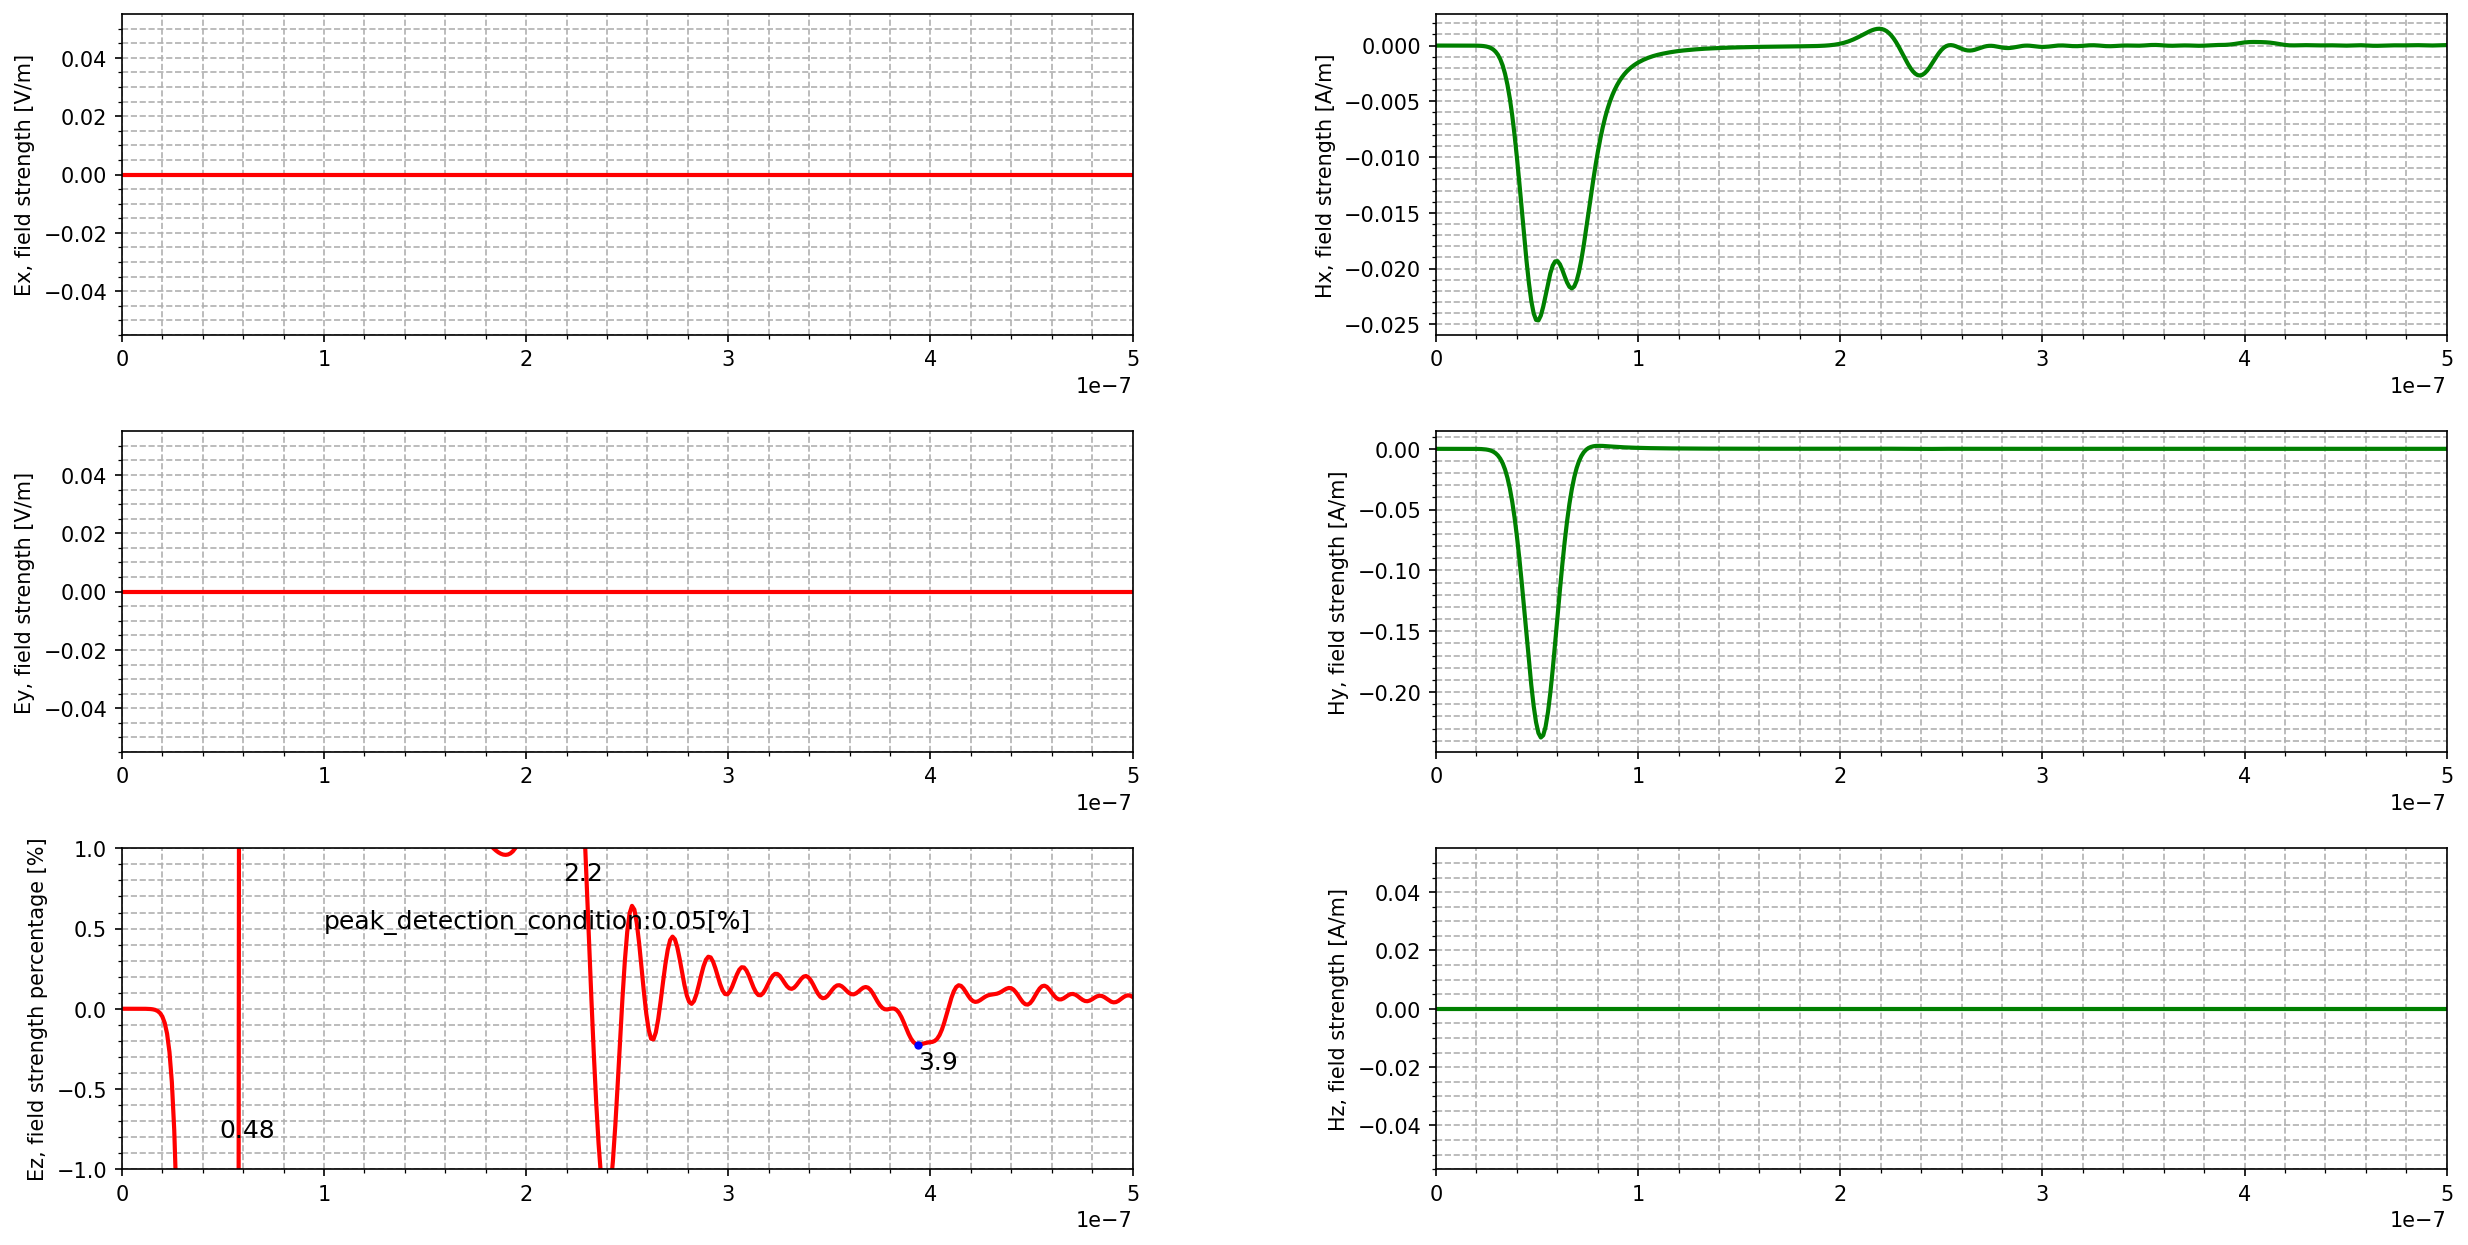 Ex, field strength [V/m]
0.04
0.02
0.00
−0.02
−0.04
0 1 2 3 4 5
1e−7
Hx, field strength [A/m]
0.000
−0.005
−0.010
−0.015
−0.020
−0.025
0 1 2 3 4 5
1e−7
Ey, field strength [V/m]
0.04
0.02
0.00
−0.02
−0.04
0 1 2 3 4 5
1e−7
Hy, field strength [A/m]
0.00
−0.05
−0.10
−0.15
−0.20
0 1 2 3 4 5
1e−7
Ez, field strength percentage [%]
1.0
0.5
0.0
−0.5
−1.0
2.2
peak_detection_condition:0.05[%]
3.9
0.48
0 1 2 3 4 5
1e−7
Hz, field strength [A/m]
0.04
0.02
0.00
−0.02
−0.04
0 1 2 3 4 5
1e−7